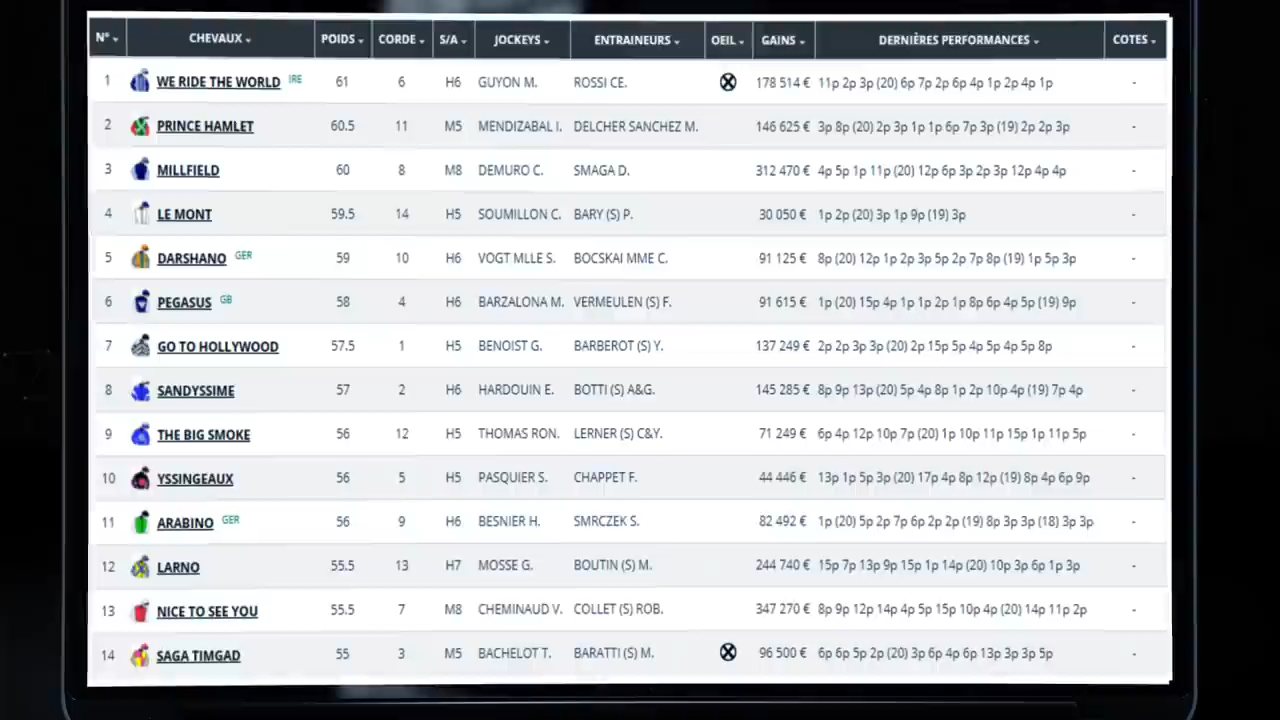 N° CHEVAUX POIDS CORDE S/A JOCKEYS ENTRAINEURS OEIL GAINS DERNIÈRES PERFORMANCES COTES
1 WE RIDE THE WORLD IRE 61 6 H6 GUYON M. ROSSI CE. 178 514 € 11p 2p 3p (20) 6p 7p 2p 6p 4p 1p 2p 4p 1p -
2 PRINCE HAMLET 60.5 11 M5 MENDIZABAL I. DELCHER SANCHEZ M. 146 625 € 3p 8p (20) 2p 3p 1p 1p 6p 7p 3p (19) 2p 2p 3p -
3 MILLFIELD 60 8 M8 DEMURO C. SMAGA D. 312 470 € 4p 5p 1p 11p (20) 12p 6p 3p 2p 3p 12p 4p 4p -
4 LE MONT 59.5 14 H5 SOUMILLON C. BARY (S) P. 30 050 € 1p 2p (20) 3p 1p 9p (19) 3p -
5 DARSHANO GER 59 10 H6 VOGT MLLE S. BOCSKAI MME C. 91 125 € 8p (20) 12p 1p 2p 3p 5p 2p 7p 8p (19) 1p 5p 3p -
6 PEGASUS GB 58 4 H6 BARZALONA M. VERMEULEN (S) F. 91 615 € 1p (20) 15p 4p 1p 1p 2p 1p 8p 6p 4p 5p (19) 9p -
7 GO TO HOLLYWOOD 57.5 1 H5 BENOIST G. BARBEROT (S) Y. 137 249 € 2p 2p 3p 3p (20) 2p 15p 5p 4p 5p 4p 5p 8p -
8 SANDYSSIME 57 2 H6 HARDOUIN E. BOTTI (S) A&G. 145 285 € 8p 9p 13p (20) 5p 4p 8p 1p 2p 10p 4p (19) 7p 4p -
9 THE BIG SMOKE 56 12 H5 THOMAS RON. LERNER (S) C&Y. 71 249 € 6p 4p 12p 10p 7p (20) 1p 10p 11p 15p 1p 11p 5p -
10 YSSINGEAUX 56 5 H5 PASQUIER S. CHAPPET F. 44 446 € 13p 1p 5p 3p (20) 17p 4p 8p 12p (19) 8p 4p 6p 9p -
11 ARABINO GER 56 9 H6 BESNIER H. SMRCZEK S. 82 492 € 1p (20) 5p 2p 7p 6p 2p 2p (19) 8p 3p 3p (18) 3p 3p -
12 LARNO 55.5 13 H7 MOSSE G. BOUTIN (S) M. 244 740 € 15p 7p 13p 9p 15p 1p 14p (20) 10p 3p 6p 1p 3p -
13 NICE TO SEE YOU 55.5 7 M8 CHEMINAUD V. COLLET (S) ROB. 347 270 € 8p 9p 12p 14p 4p 5p 15p 10p 4p (20) 14p 11p 2p -
14 SAGA TIMGAD 55 3 M5 BACHELOT T. BARATTI (S) M. 96 500 € 6p 6p 5p 2p (20) 3p 6p 4p 6p 13p 3p 3p 5p -